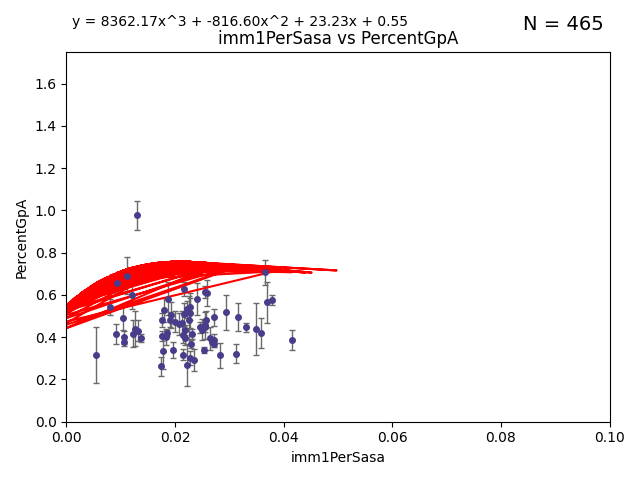 y = 8362.17x^3 + -816.60x^2 + 23.23x + 0.55
N = 465
imm1PerSasa vs PercentGpA
1.6
1.4
1.2
1.0
0.8
0.6
0.4
0.2
0.0
PercentGpA
0.00 0.02 0.04 0.06 0.08 0.10
imm1PerSasa